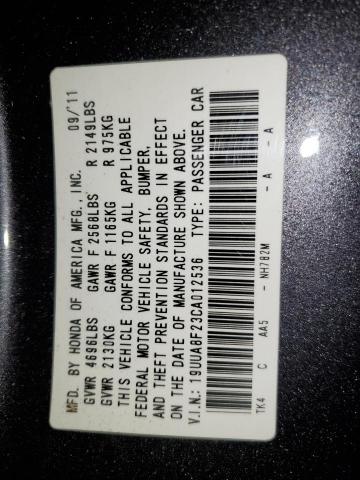 MFD. BY HONDA OF AMERICA MFG., INC. 09/'11
GVWR 4696LBS GAWR F 2568LBS R 2149LBS
GVWR 2130KG GAWR F 1165KG R 975KG
THIS VEHICLE CONFORMS TO ALL APPLICABLE
FEDERAL MOTOR VEHICLE SAFETY, BUMPER,
AND THEFT PREVENTION STANDARDS IN EFFECT
ON THE DATE OF MANUFACTURE SHOWN ABOVE.
V.I.N.: 19UUA8F23CA012536 TYPE: PASSENGER CAR
TK4 C AA5 - NH782M - A - A